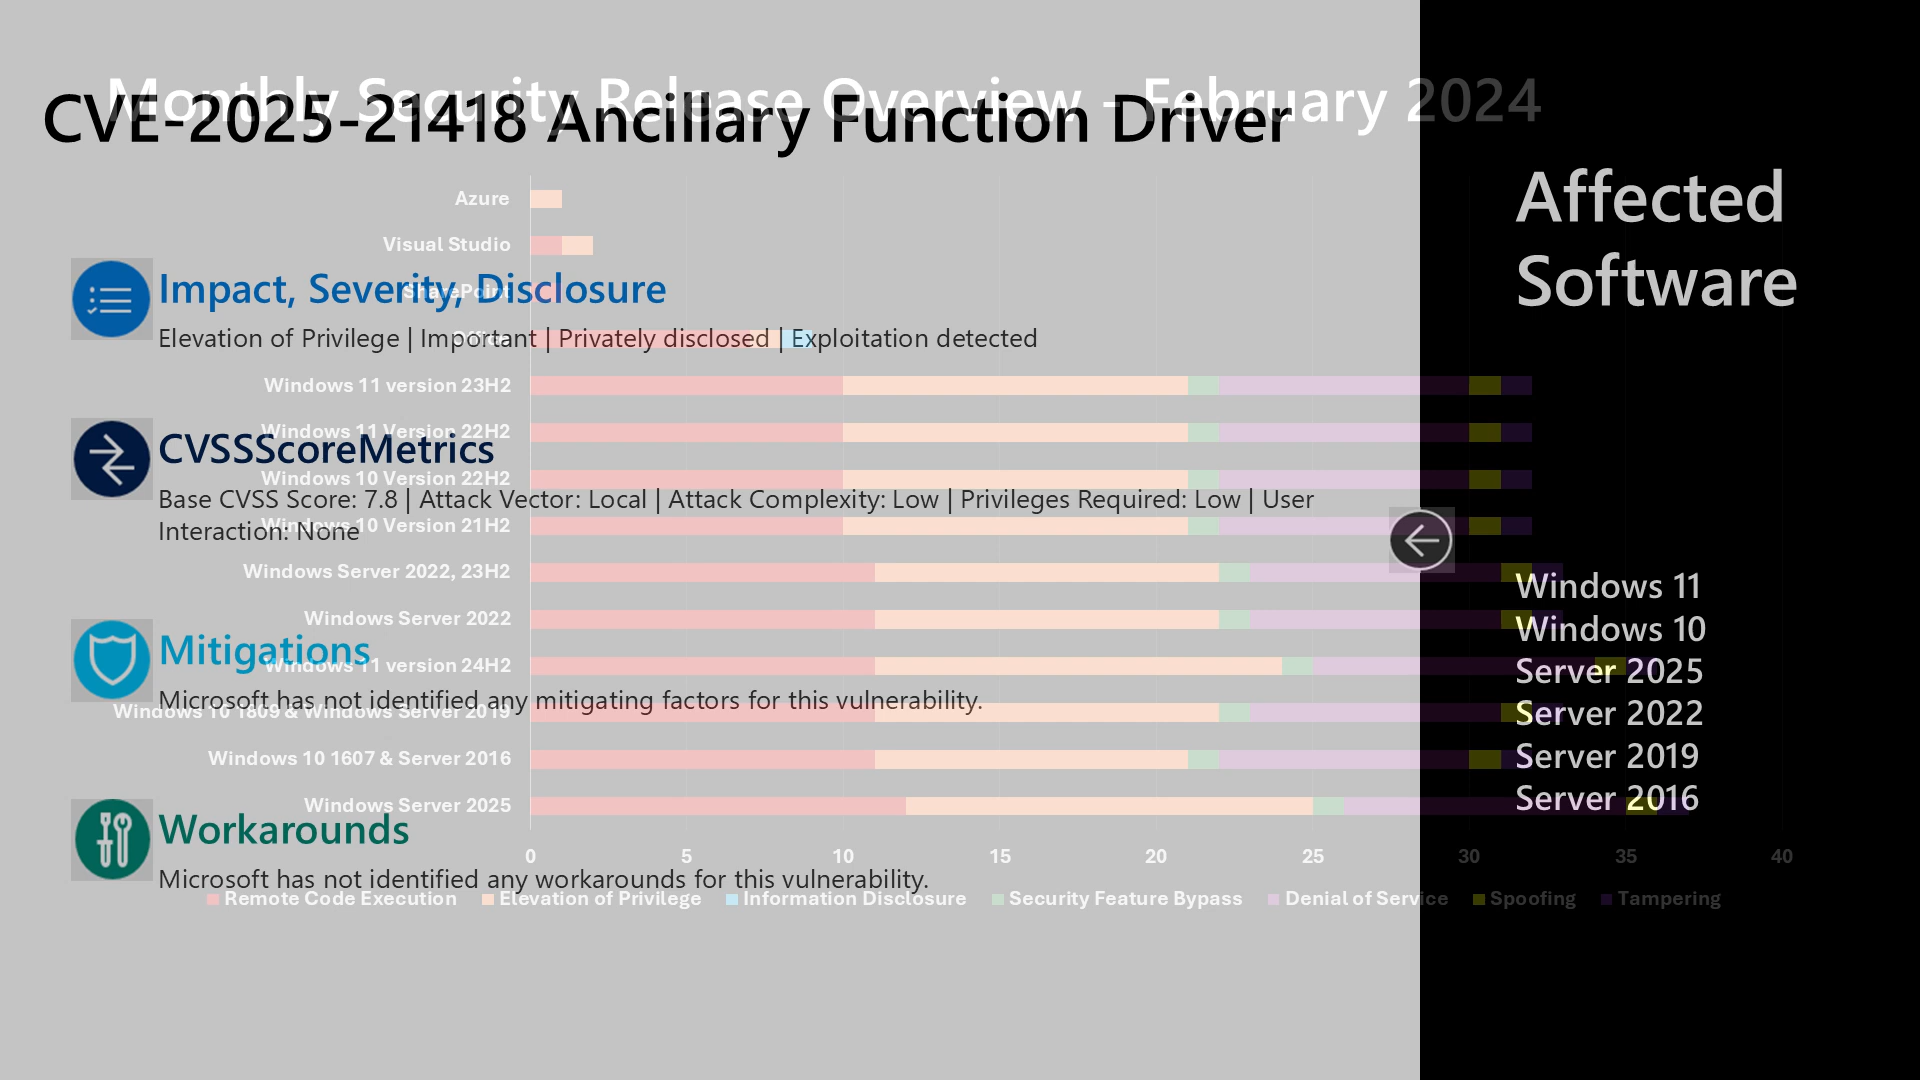 Monthly Security Release Overview - February 2024
CVE-2025-21418 Ancillary Function Driver
Affected
Software
Azure
Visual Studio
Impact, Severity, Disclosure
SharePoint
Elevation of Privilege | Important | Privately disclosed | Exploitation detected
Windows 11 version 23H2
Windows 11 Version 22H2
CVSSScoreMetrics
Windows 10 Version 22H2
Base CVSS Score: 7.8 | Attack Vector: Local | Attack Complexity: Low | Privileges Required: Low | User
Interaction: None
Windows 10 Version 21H2
Windows Server 2022, 23H2
Windows Server 2022
Mitigations
Windows 11 version 24H2
Microsoft has not identified any mitigating factors for this vulnerability.
Windows 10 1809 & Windows Server 2019
Windows 10 1607 & Server 2016
Windows Server 2025
Workarounds
Microsoft has not identified any workarounds for this vulnerability.
0 5 10 15 20 25 30 35 40
Remote Code Execution Elevation of Privilege Information Disclosure Security Feature Bypass Denial of Service Spoofing Tampering
Windows 11
Windows 10
Server 2025
Server 2022
Server 2019
Server 2016